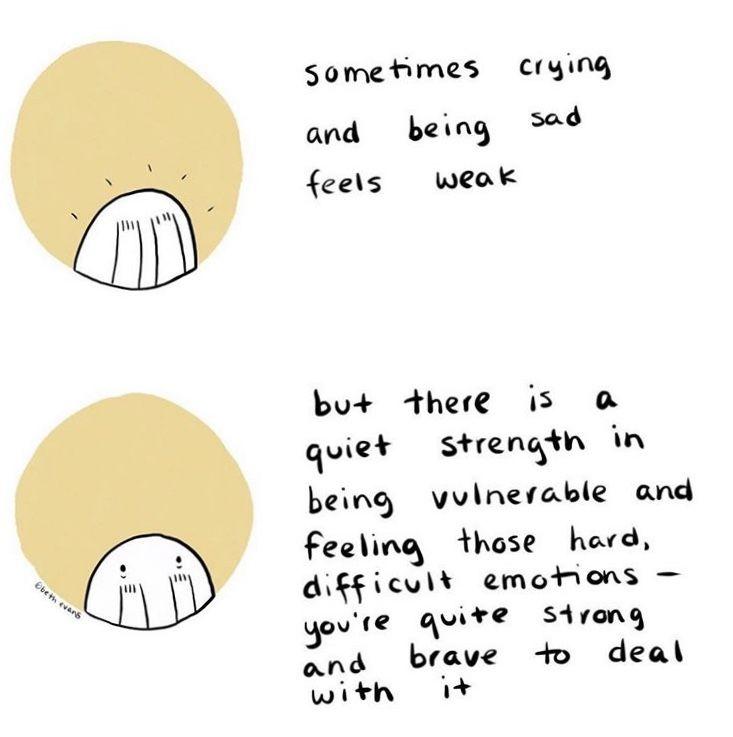 sometimes crying
and being sad
feels weak
but there is a
quiet strength in
being vulnerable and
feeling those hard,
difficult emotions —
you're quite strong
and brave to deal
with it
©beth evans